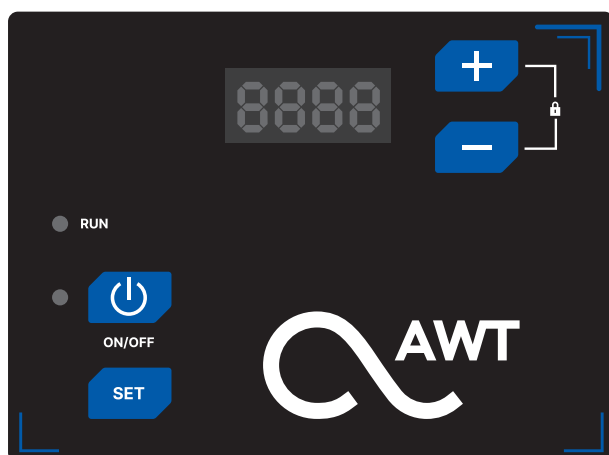 8888
+
-
RUN
ON/OFF
SET
AWT